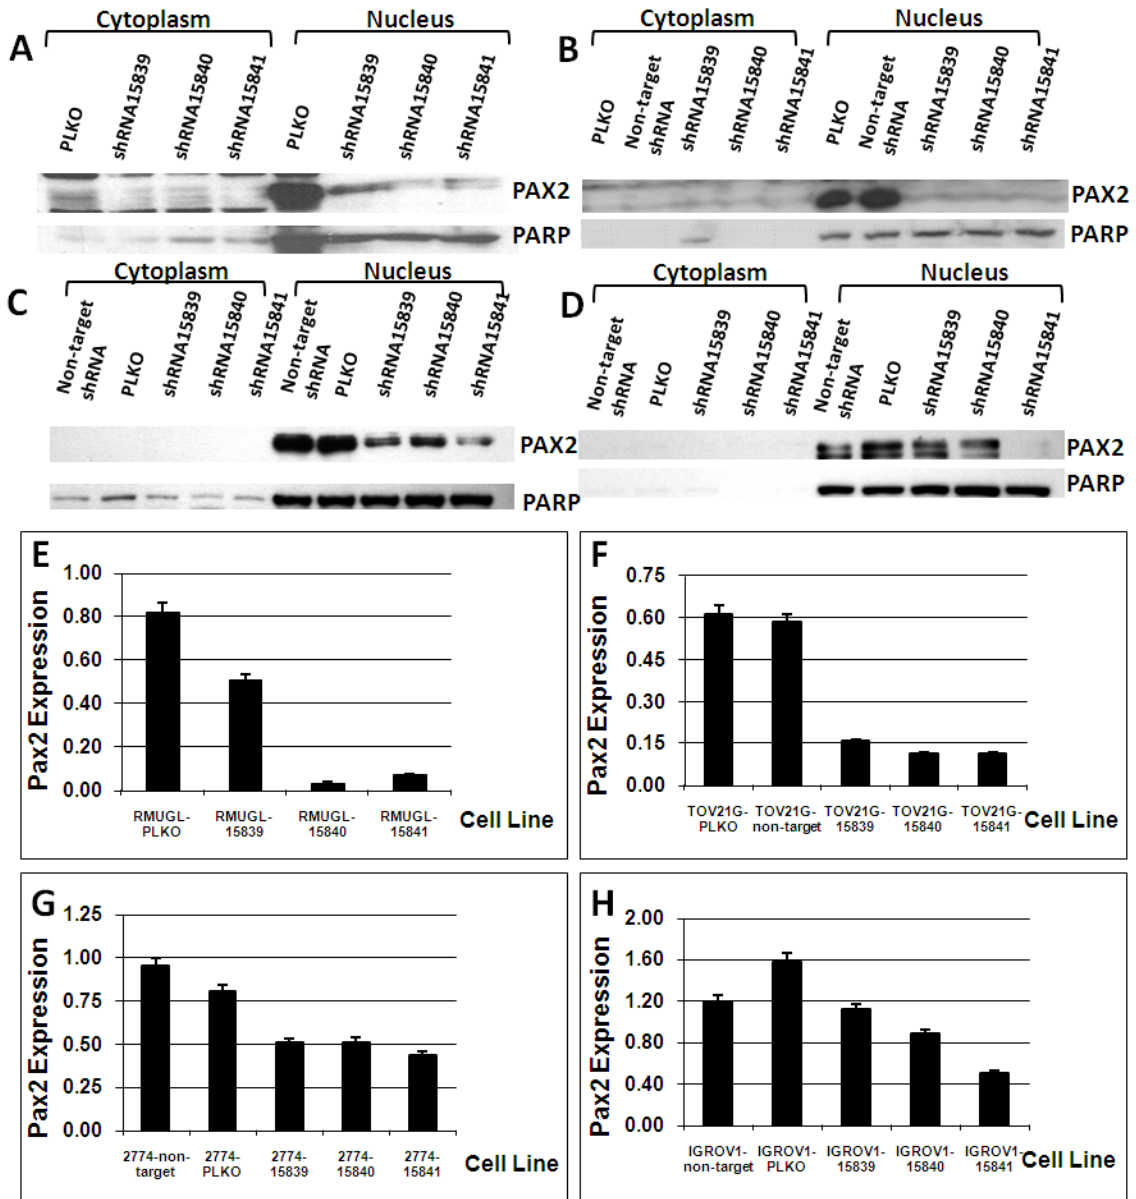 A
Cytoplasm
Nucleus
PLKO
shRNA15839
shRNA15840
shRNA15841
PLKO
shRNA15839
shRNA15840
shRNA15841
PAX2
PARP
B
Cytoplasm
Nucleus
PLKO
Non-target
shRNA
shRNA15839
shRNA15840
shRNA15841
PLKO
Non-target
shRNA
shRNA15839
shRNA15840
shRNA15841
PAX2
PARP
C
Cytoplasm
Nucleus
Non-target
shRNA
PLKO
shRNA15839
shRNA15840
shRNA15841
Non-target
shRNA
PLKO
shRNA15839
shRNA15840
shRNA15841
PAX2
PARP
D
Cytoplasm
Nucleus
Non-target
shRNA
PLKO
shRNA15839
shRNA15840
shRNA15841
Non-target
shRNA
PLKO
shRNA15839
shRNA15840
shRNA15841
PAX2
PARP
E
Pax2 Expression
1.00
0.80
0.60
0.40
0.20
0.00
RMUGL-
PLKO
RMUGL-
15839
RMUGL-
15840
RMUGL-
15841
Cell Line
F
Pax2 Expression
0.75
0.60
0.45
0.30
0.15
0.00
TOV21G-
PLKO
TOV21G-
non-target
TOV21G-
15839
TOV21G-
15840
TOV21G-
15841
Cell Line
G
Pax2 Expression
1.25
1.00
0.75
0.50
0.25
0.00
2774-non-
target
2774-
PLKO
2774-
15839
2774-
15840
2774-
15841
Cell Line
H
Pax2 Expression
2.00
1.60
1.20
0.80
0.40
0.00
IGROV1-
non-target
IGROV1-
PLKO
IGROV1-
15839
IGROV1-
15840
IGROV1-
15841
Cell Line